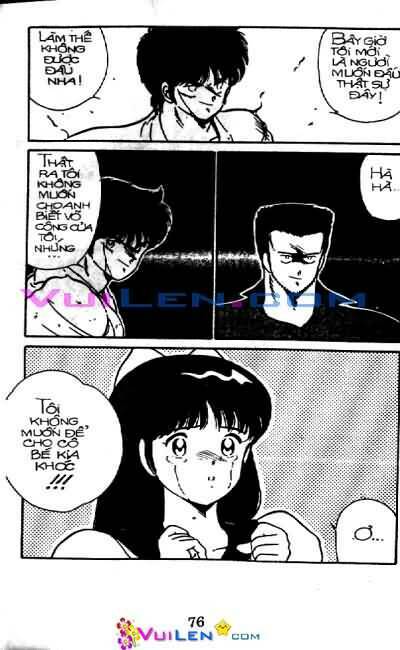 LÀM THẾ
KHÔNG
ĐƯỢC
ĐÂU
NHA!
BÂY GIỜ
TÔI MỚI
LÀ NGƯỜI
MUỐN ĐẤU
THẬT SỰ
ĐÂY!
THẬT
RA TÔI
KHÔNG
MUỐN
CHO ANH
BIẾT VÕ
CÔNG CỦA
TÔI,
NHƯNG
...
HÀ
HÀ...
VUILEN.COM
TÔI
KHÔNG
MUỐN ĐỂ
CHO CÔ
BÉ KIA
KHÓC
!!!
Ơ...
76
VUILEN.COM